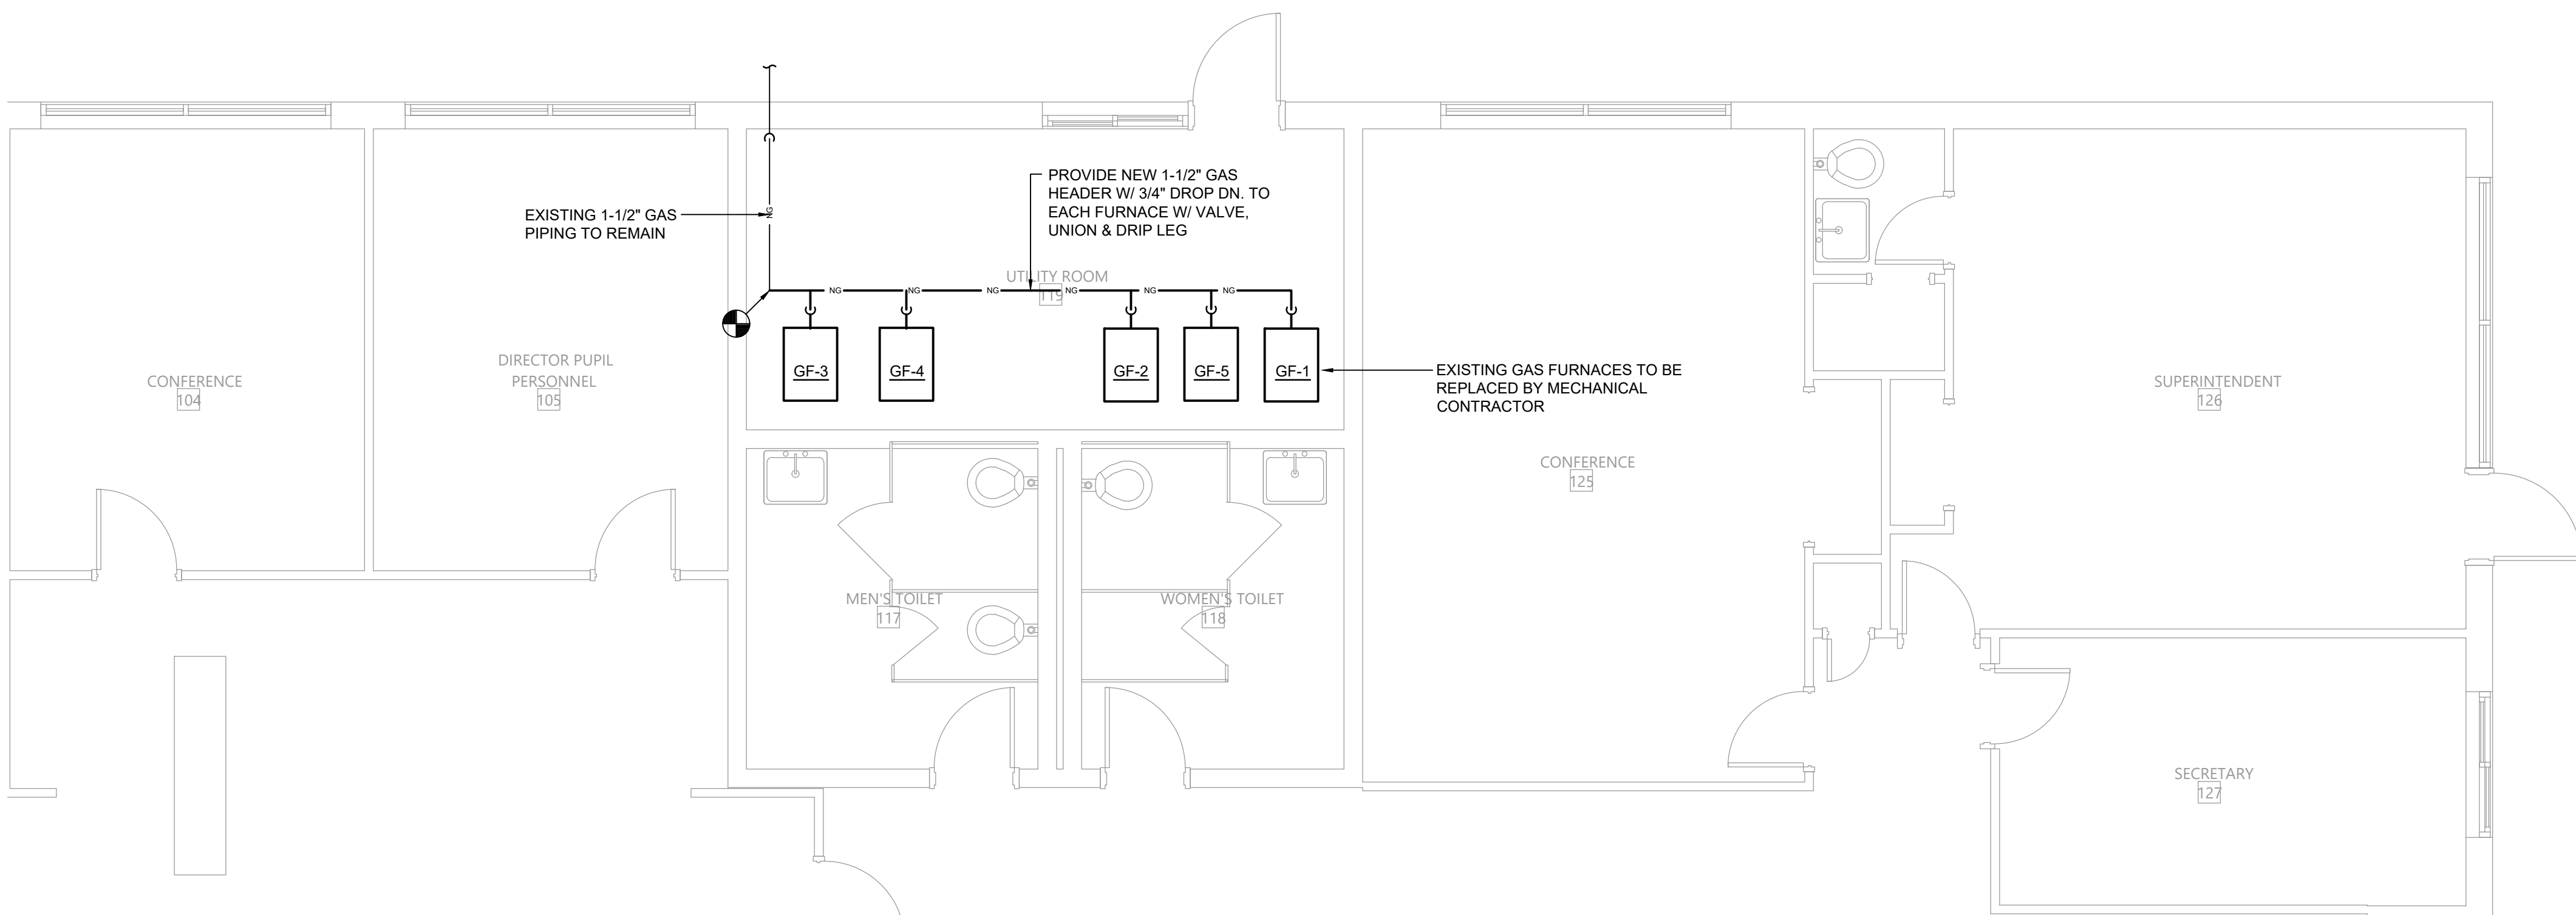 PROVIDE NEW 1-1/2" GAS
HEADER W/ 3/4" DROP DN. TO
EACH FURNACE W/ VALVE,
UNION & DRIP LEG
EXISTING 1-1/2" GAS
PIPING TO REMAIN
NG
UTILITY ROOM
119
NG
NG
NG
NG
NG
NG
GF-3
GF-4
GF-2
GF-5
GF-1
EXISTING GAS FURNACES TO BE
REPLACED BY MECHANICAL
CONTRACTOR
CONFERENCE
104
DIRECTOR PUPIL
PERSONNEL
105
SUPERINTENDENT
126
CONFERENCE
125
MEN'S TOILET
117
WOMEN'S TOILET
118
SECRETARY
127